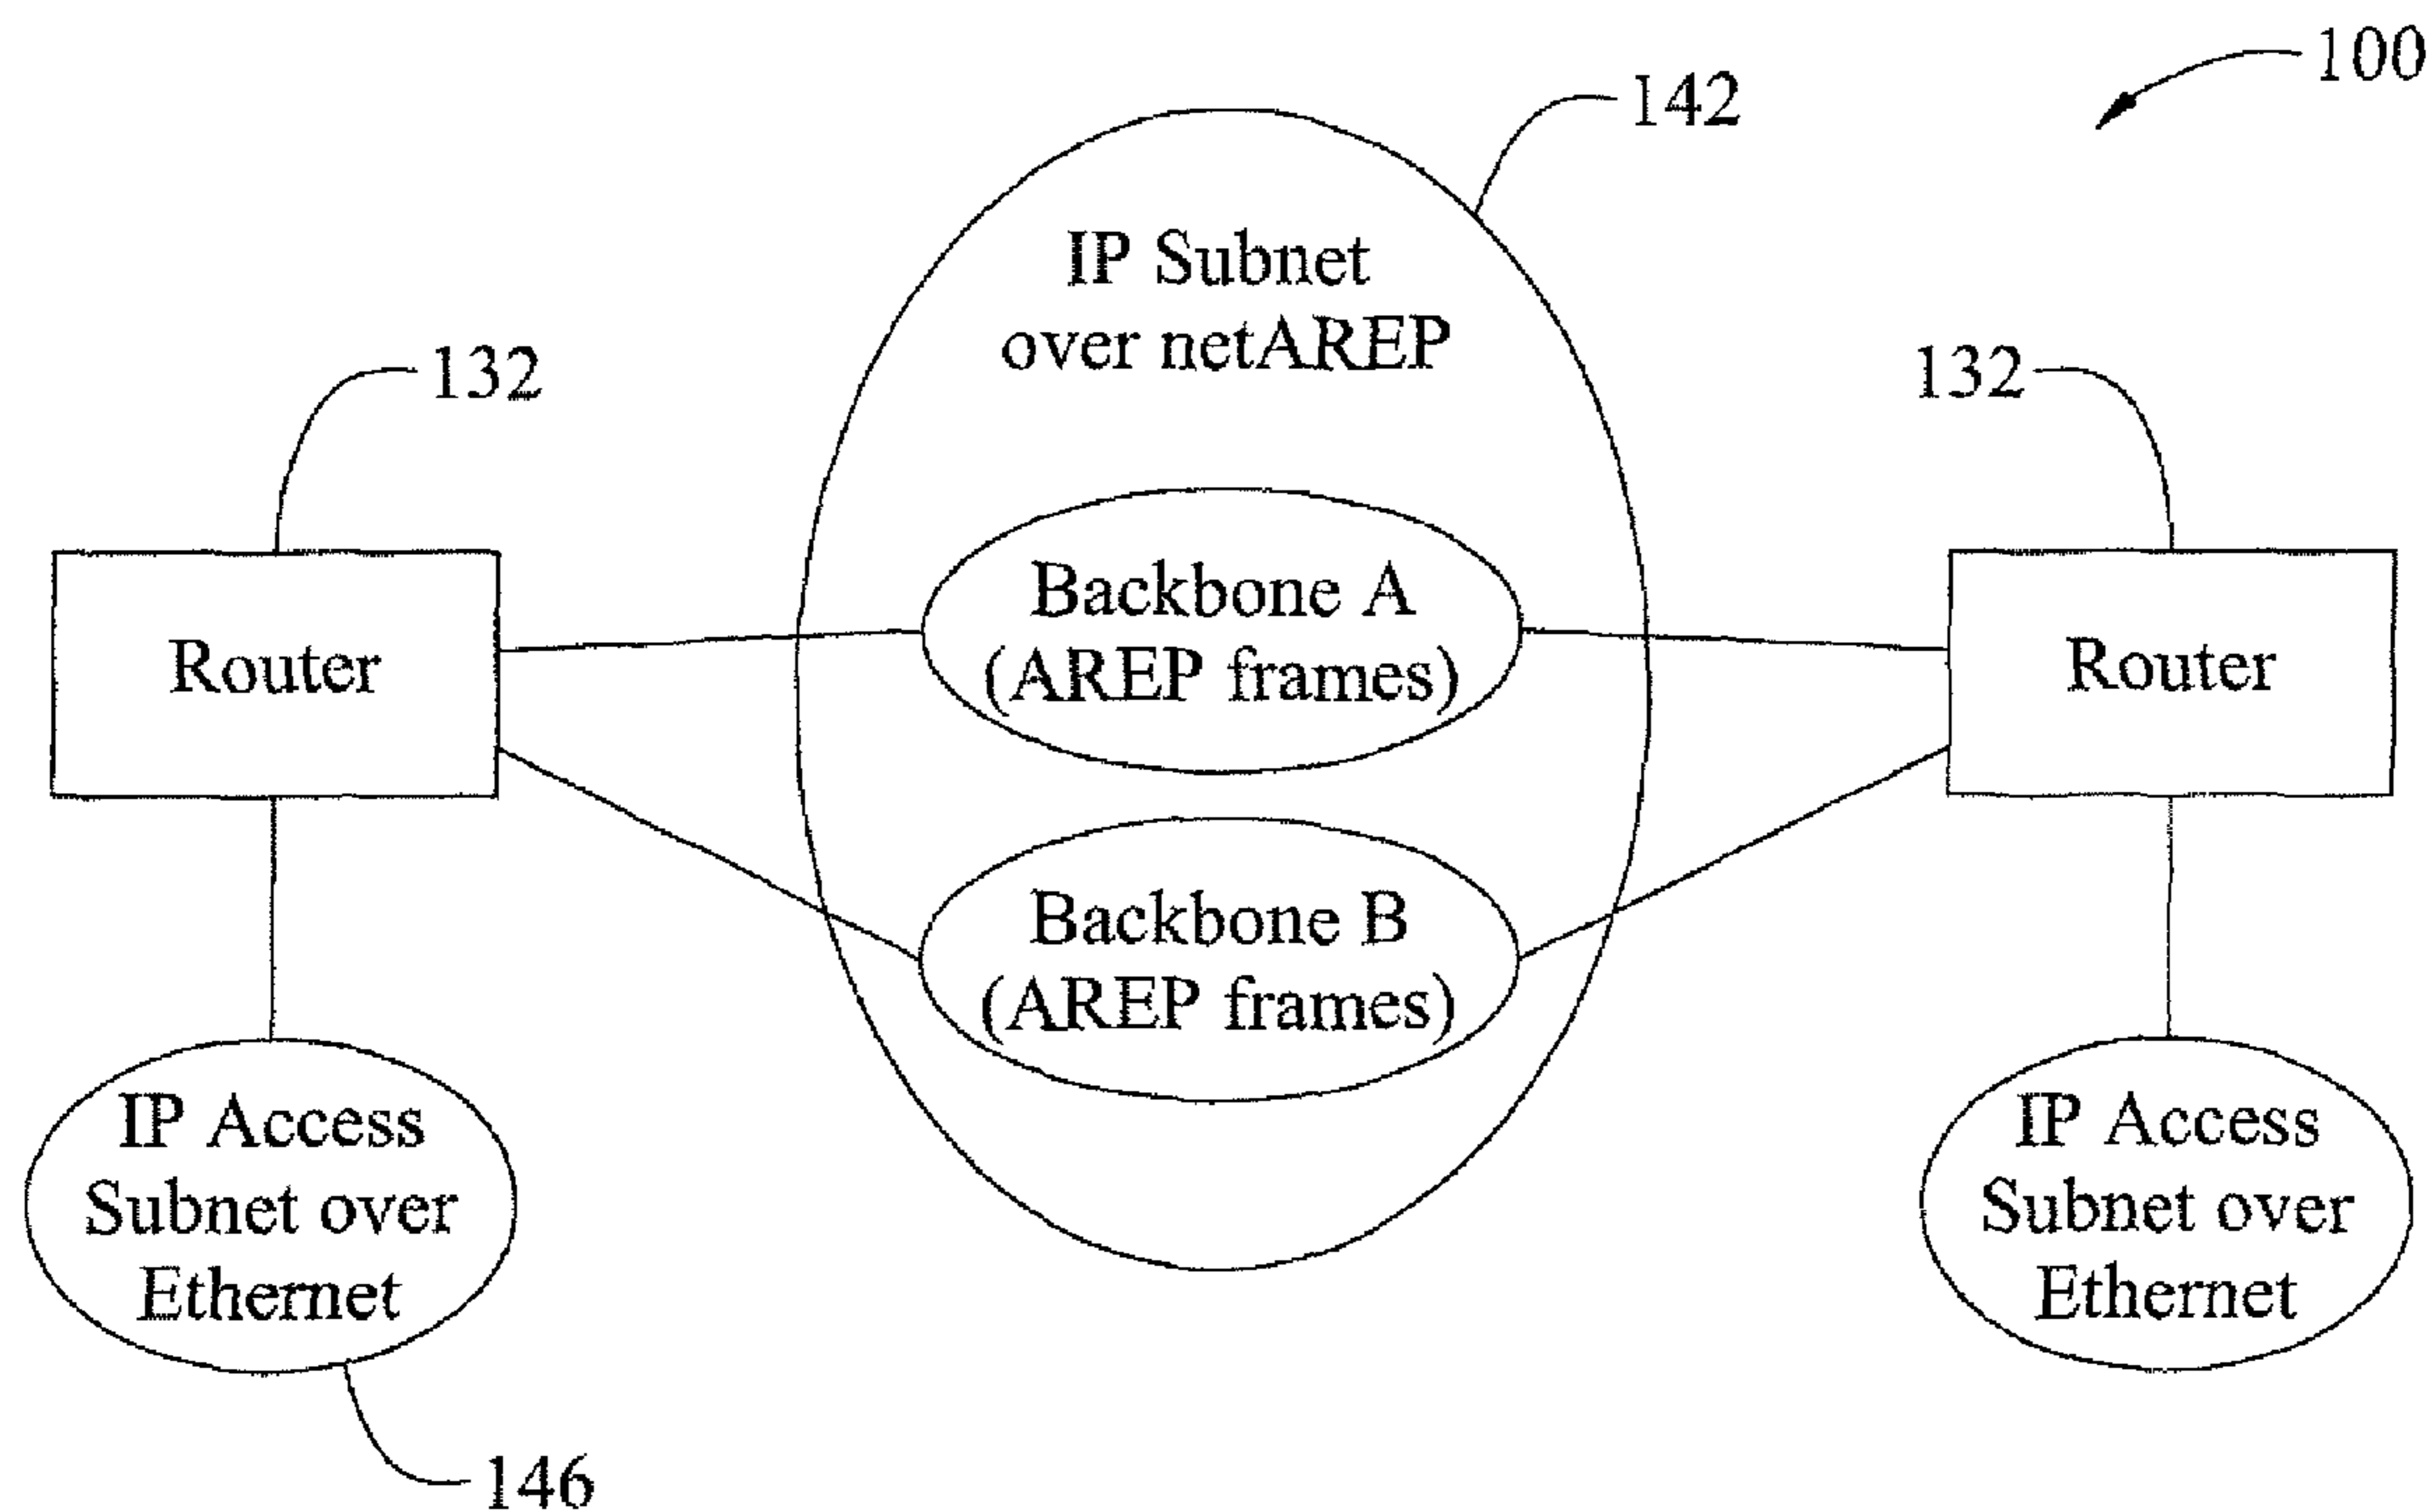 100
142
IP Subnet
over netAREP
132
132
Backbone A
(AREP frames)
Router
Router
Backbone B
(AREP frames)
IP Access
Subnet over
Ethernet
IP Access
Subnet over
Ethernet
146